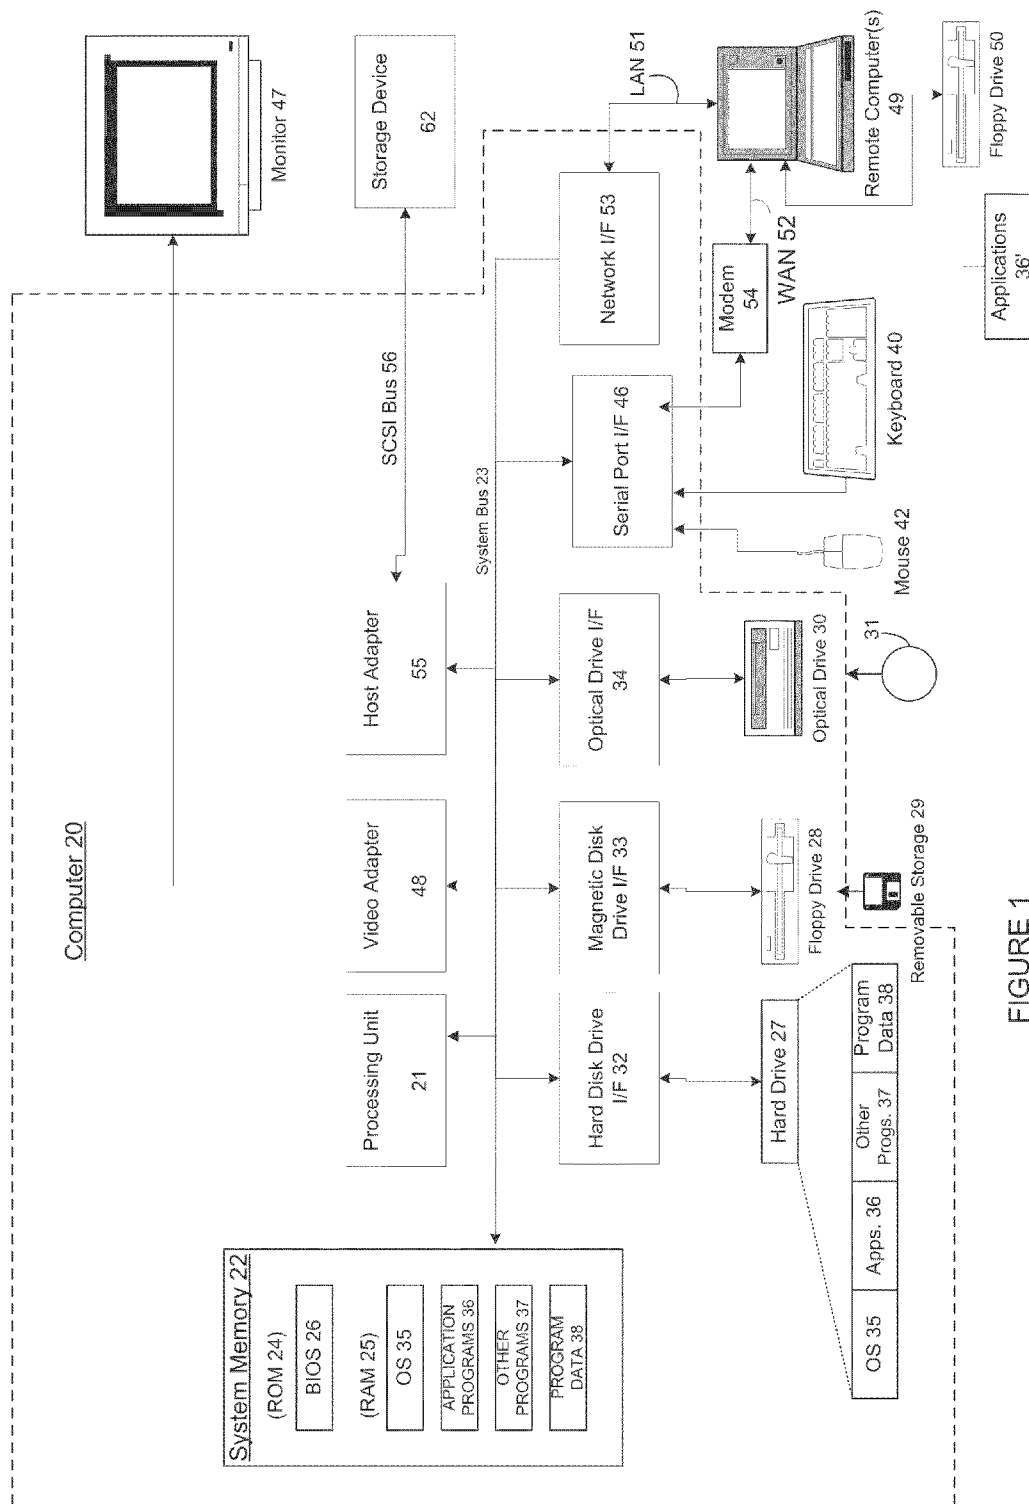 Computer 20
Monitor 47
Storage Device
62
SCSI Bus 56
Processing Unit
21
Video Adapter
48
Host Adapter
55
System Bus 23
System Memory 22
(ROM 24)
BIOS 26
(RAM 25)
OS 35
APPLICATION
PROGRAMS 36
OTHER
PROGRAMS 37
PROGRAM
DATA 38
Hard Disk Drive
I/F 32
Magnetic Disk
Drive I/F 33
Optical Drive I/F
34
Serial Port I/F 46
Network I/F 53
LAN 51
Hard Drive 27
Floppy Drive 28
Optical Drive 30
Modem
54
WAN 52
Remote Computer(s)
49
OS 35
Apps. 36
Other
Progs. 37
Program
Data 38
Removable Storage 29
31
Mouse 42
Keyboard 40
Floppy Drive 50
Applications
36'
FIGURE 1